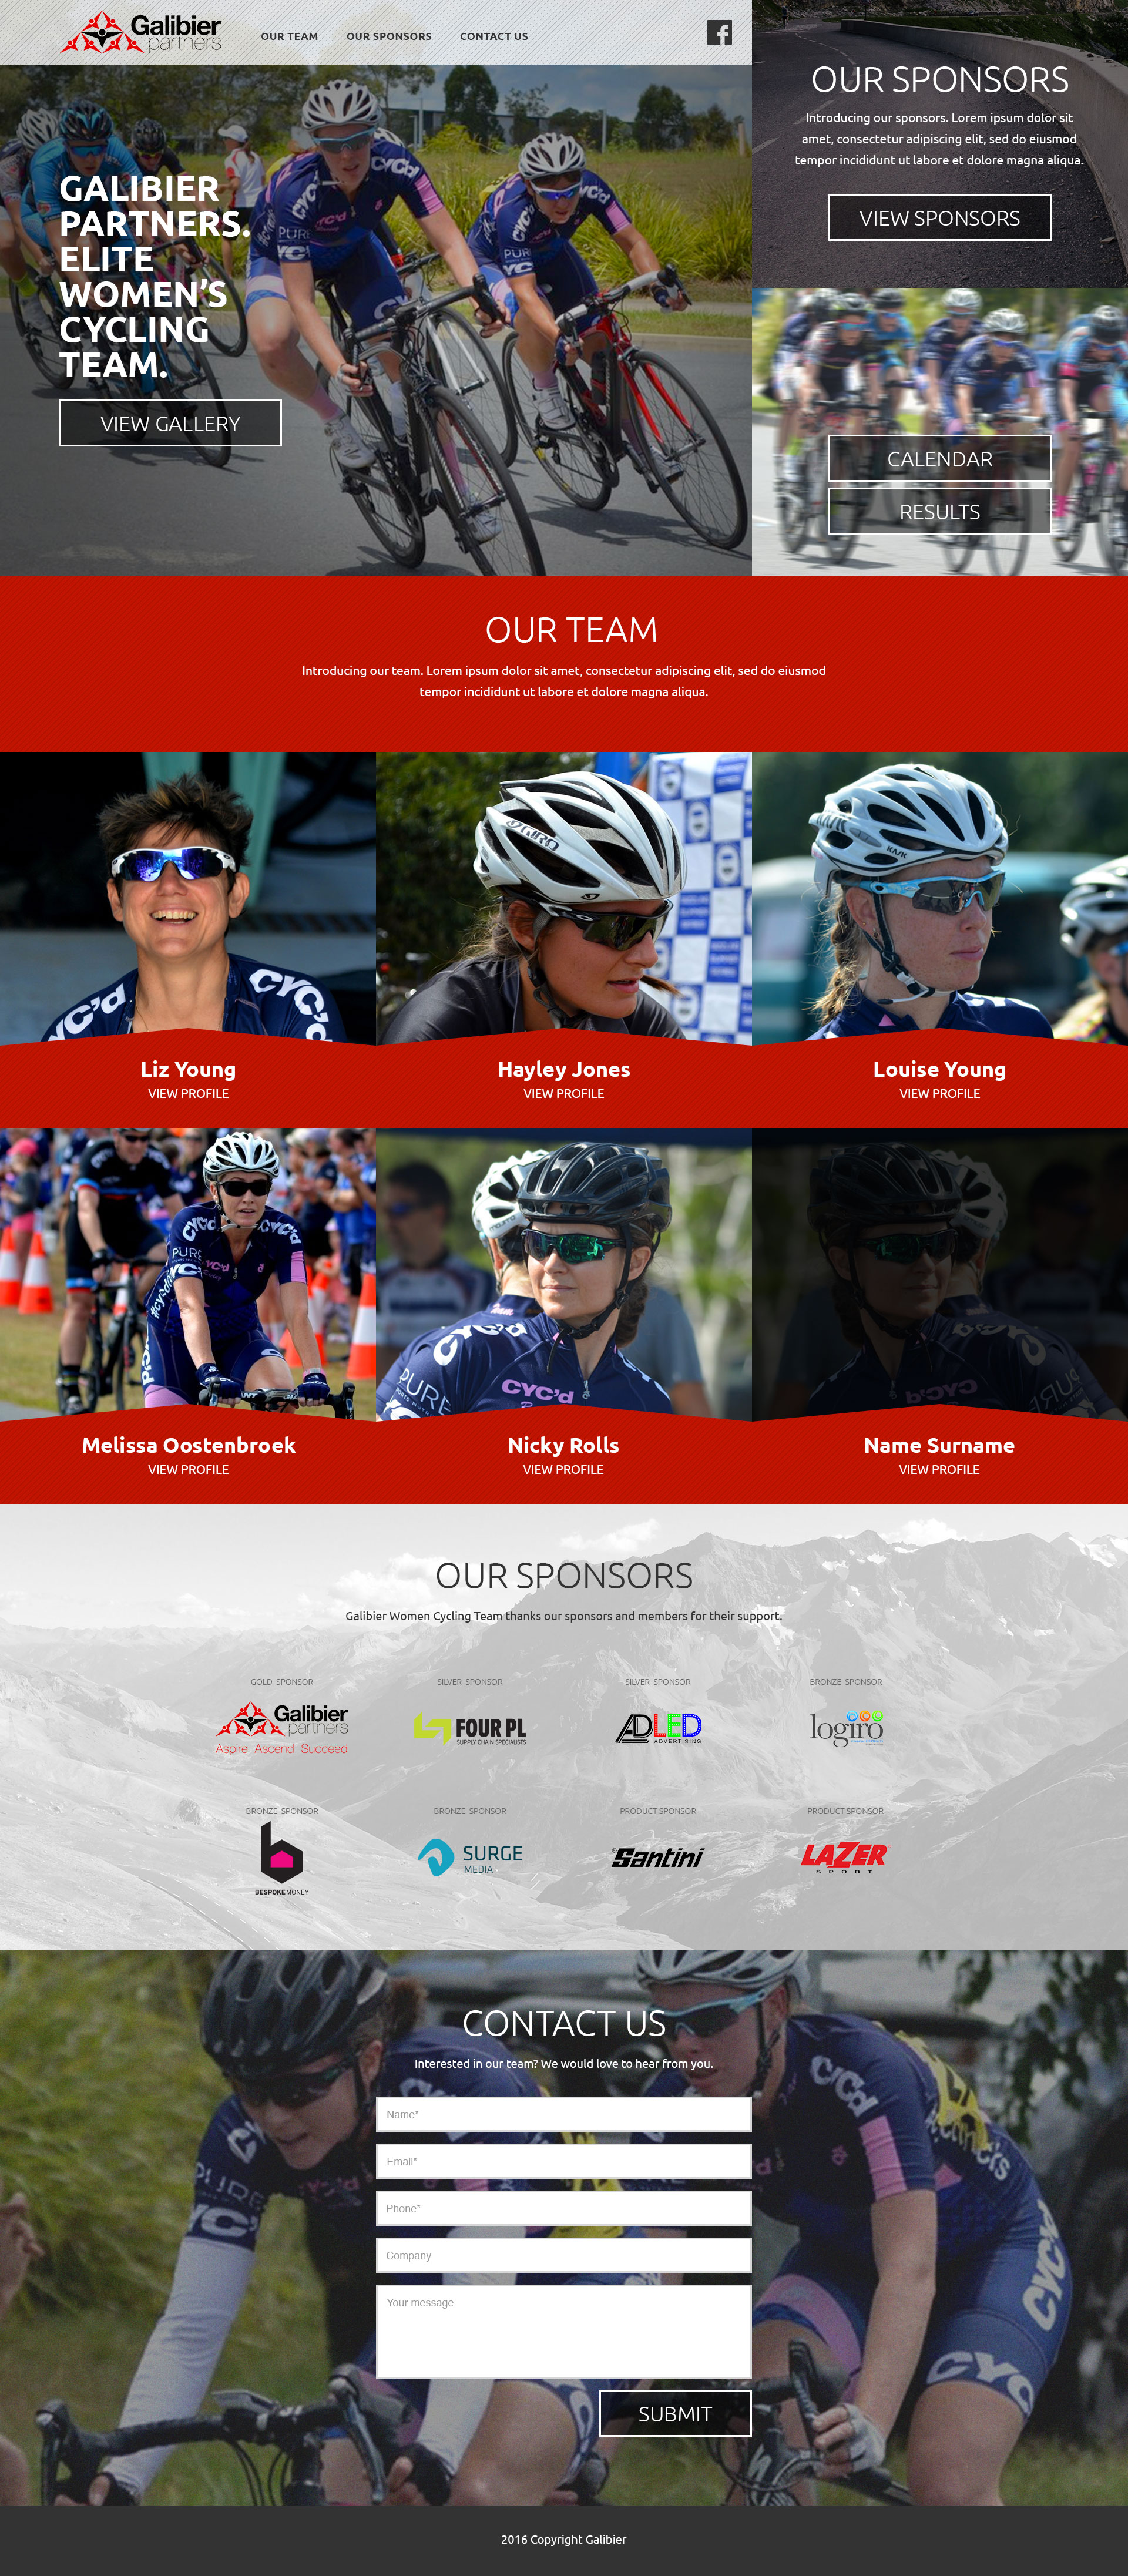 Galibier
partners
OUR TEAM
OUR SPONSORS
CONTACT US
GALIBIER
PARTNERS.
ELITE
WOMEN'S
CYCLING
TEAM.
VIEW GALLERY
OUR SPONSORS
Introducing our sponsors. Lorem ipsum dolor sit
amet, consectetur adipiscing elit, sed do eiusmod
tempor incididunt ut labore et dolore magna aliqua.
VIEW SPONSORS
CALENDAR
RESULTS
OUR TEAM
Introducing our team. Lorem ipsum dolor sit amet, consectetur adipiscing elit, sed do eiusmod
tempor incididunt ut labore et dolore magna aliqua.
Liz Young
VIEW PROFILE
Hayley Jones
VIEW PROFILE
Louise Young
VIEW PROFILE
Melissa Oostenbroek
VIEW PROFILE
Nicky Rolls
VIEW PROFILE
Name Surname
VIEW PROFILE
OUR SPONSORS
Galibier Women Cycling Team thanks our sponsors and members for their support.
GOLD SPONSOR
Galibier
partners
Aspire Ascend Succeed
SILVER SPONSOR
FOUR PL
SUPPLY CHAIN SPECIALISTS
SILVER SPONSOR
ADLED
ADVERTISING
BRONZE SPONSOR
logiro
BRONZE SPONSOR
BESPOKEMONEY
BRONZE SPONSOR
SURGE
MEDIA
PRODUCT SPONSOR
Santini
PRODUCT SPONSOR
LAZER
SPORT
CONTACT US
Interested in our team? We would love to hear from you.
Name*
Email*
Phone*
Company
Your message
SUBMIT
2016 Copyright Galibier